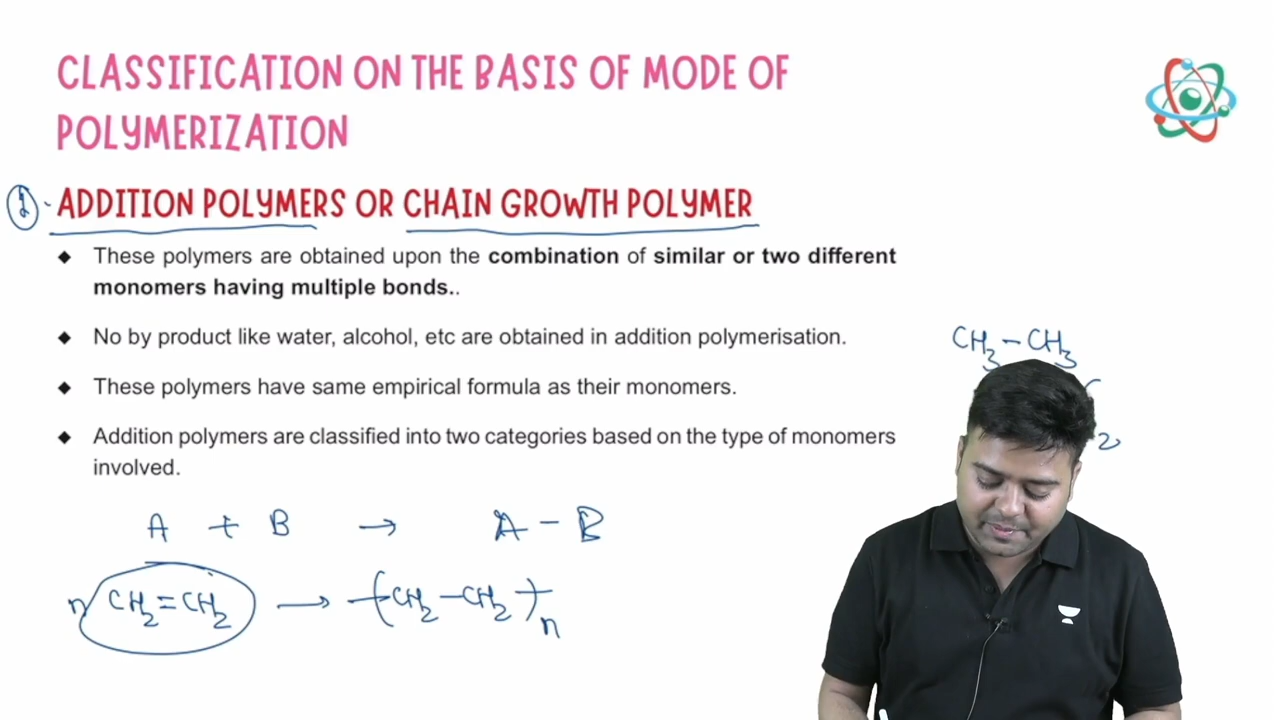 CLASSIFICATION ON THE BASIS OF MODE OF
POLYMERIZATION
1 ADDITION POLYMERS OR CHAIN GROWTH POLYMER
◆ These polymers are obtained upon the combination of similar or two different
monomers having multiple bonds..
◆ No by product like water, alcohol, etc are obtained in addition polymerisation.
◆ These polymers have same empirical formula as their monomers.
◆ Addition polymers are classified into two categories based on the type of monomers
involved.
CH₃ – CH₃
2
A + B → A – B
n CH₂=CH₂ → (CH₂–CH₂)n